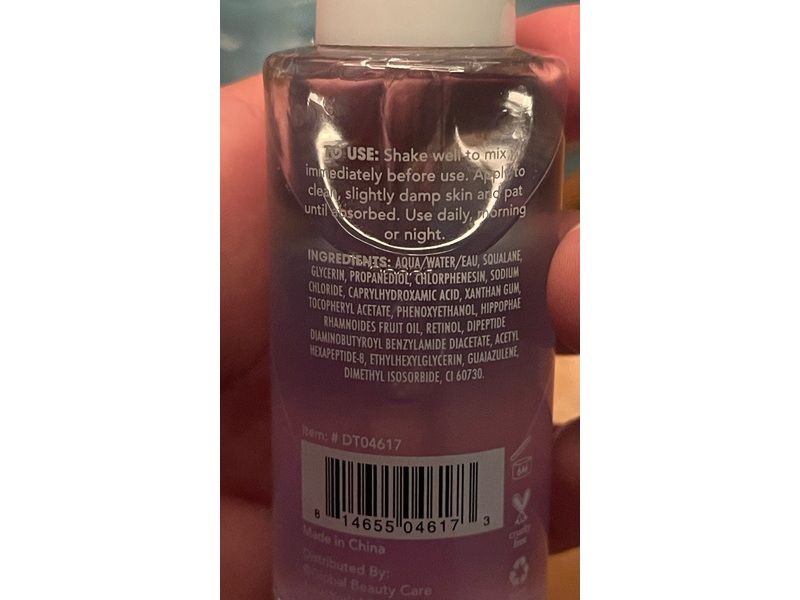 TO USE: Shake well to mix
immediately before use. Apply to
clean, slightly damp skin and pat
until absorbed. Use daily, morning
or night.
INGREDIENTS: AQUA/WATER/EAU, SQUALANE,
GLYCERIN, PROPANEDIOL, CHLORPHENESIN, SODIUM
CHLORIDE, CAPRYLHYDROXAMIC ACID, XANTHAN GUM,
TOCOPHERYL ACETATE, PHENOXYETHANOL, HIPPOPHAE
RHAMNOIDES FRUIT OIL, RETINOL, DIPEPTIDE
DIAMINOBUTYROYL BENZYLAMIDE DIACETATE, ACETYL
HEXAPEPTIDE-8, ETHYLHEXYLGLYCERIN, GUAIAZULENE,
DIMETHYL ISOSORBIDE, CI 60730.
Item: # DT04617
8 14655 04617 3
6M
cruelty
free
Made in China
Distributed By:
Global Beauty Care